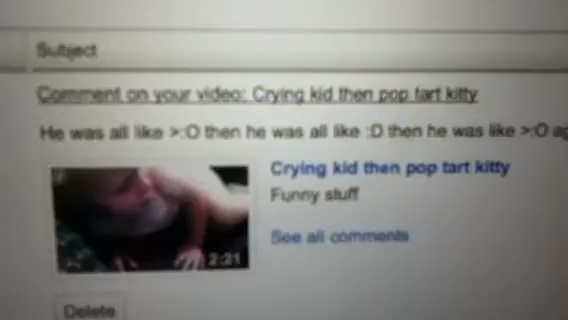 Subject
Comment on your video: Crying kid then pop tart kitty
He was all like >:O then he was all like :D then he was like >:O ag
Crying kid then pop tart kitty
Funny stuff
See all comments
2:21
Delete